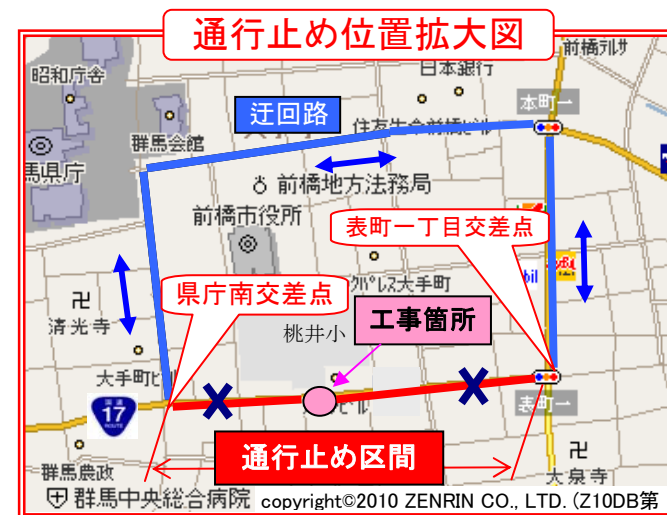 通行止め位置拡大図
前橋テルサ
昭和庁舎
日本銀行
本町一
迂回路
群馬会館
住友生命前橋ビル
馬県庁
前橋地方法務局
前橋市役所
表町一丁目交差点
県庁南交差点
パレス大手町
bil
清光寺
桃井小
工事箇所
大手町ビ
国道
17
ROUTE
ビル
表町一
通行止め区間
群馬農政
大泉寺
群馬中央総合病院
copyright©2010 ZENRIN CO., LTD. (Z10DB第